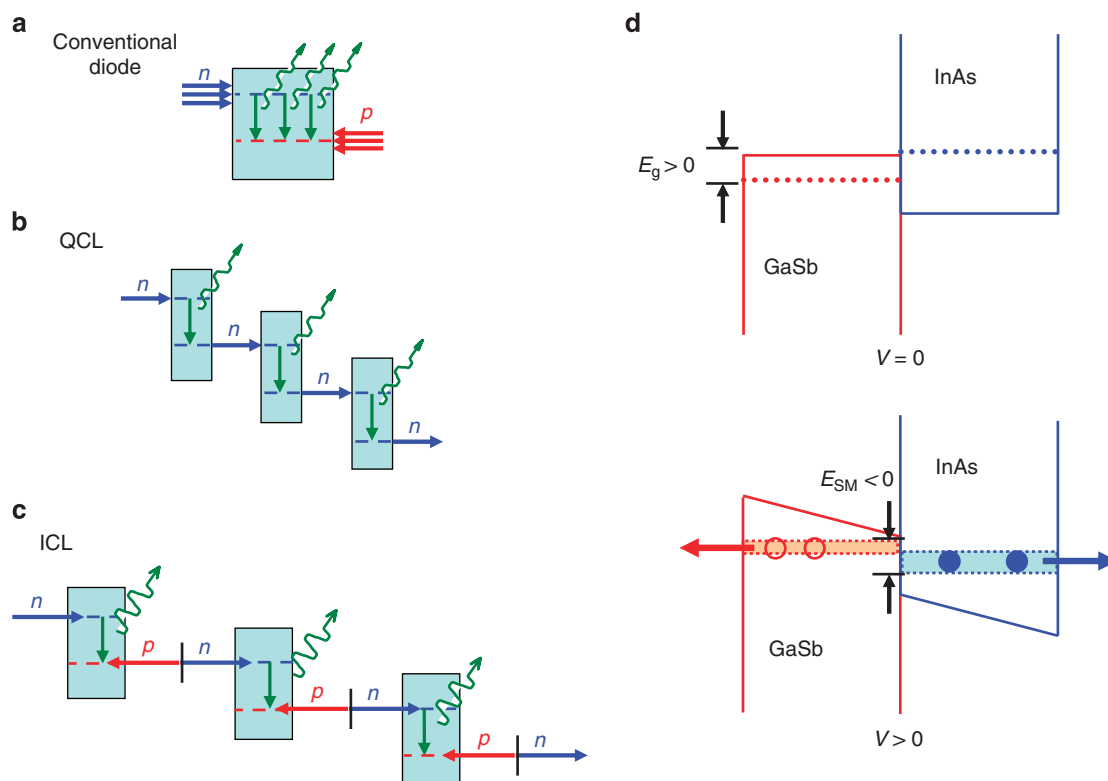 a
Conventional
diode
n
p
b
QCL
n
n
n
n
c
ICL
n
p
n
p
n
p
n
d
InAs
E_g > 0
GaSb
V = 0
InAs
E_SM < 0
GaSb
V > 0